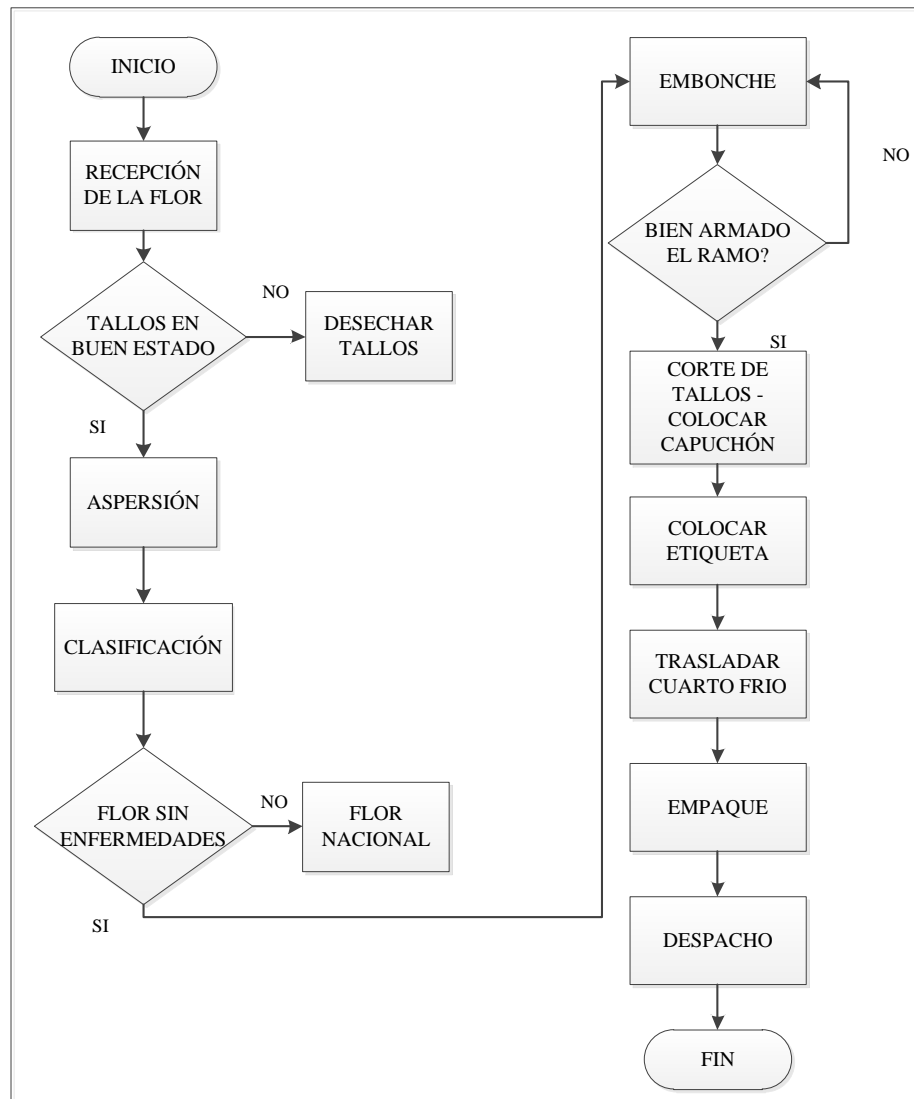 INICIO
RECEPCIÓN
DE LA FLOR
TALLOS EN
BUEN ESTADO
NO
DESECHAR
TALLOS
SI
ASPERSIÓN
CLASIFICACIÓN
FLOR SIN
ENFERMEDADES
NO
FLOR
NACIONAL
SI
EMBONCHE
NO
BIEN ARMADO
EL RAMO?
SI
CORTE DE
TALLOS -
COLOCAR
CAPUCHÓN
COLOCAR
ETIQUETA
TRASLADAR
CUARTO FRIO
EMPAQUE
DESPACHO
FIN